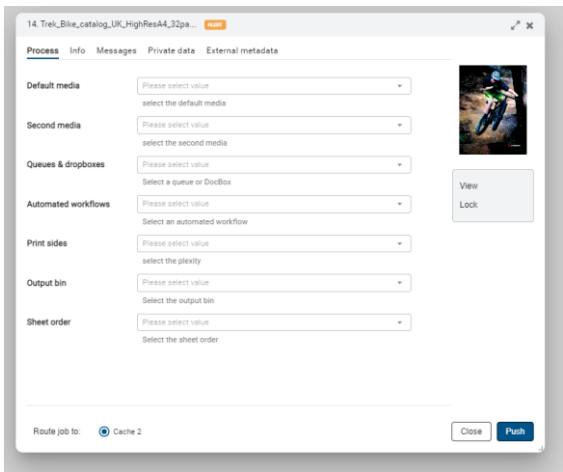 14. Trek_Bike_catalog_UK_HighResA4_32pa...
Process Info Messages Private data External metadata
Default media Please select value
select the default media
Second media Please select value
select the second media
Queues & dropboxes Please select value
Select a queue or DocBox
Automated workflows Please select value
Select an automated workflow
Print sides Please select value
select the plexity
Output bin Please select value
Select the output bin
Sheet order Please select value
Select the sheet order
View
Lock
Route job to: Cache 2
Close Push